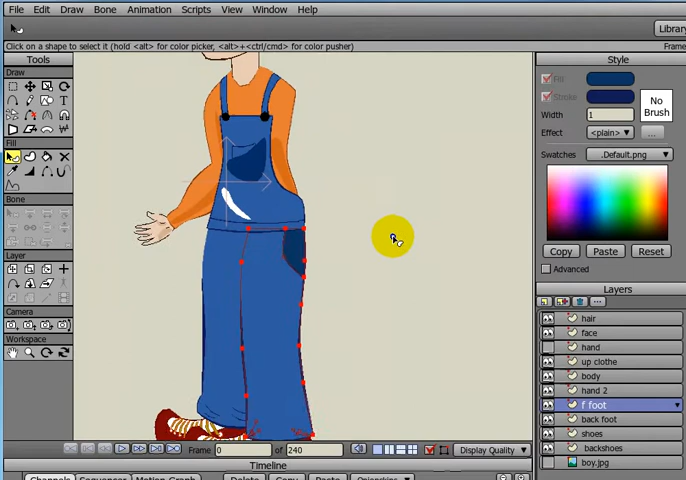 File Edit Draw Bone Animation Scripts View Window Help
Library
Click on a shape to select it (hold <alt> for color picker, <alt>+<ctrl/cmd> for color pusher)
Frame
Tools
Draw
Fill
Bone
Layer
Camera
Workspace
Style
Fill
Stroke
Width 1
Effect <plain> ...
No Brush
Swatches .Default.png
Copy Paste Reset
Advanced
Layers
hair
face
hand
up clothe
body
hand 2
f foot
back foot
shoes
backshoes
boy.jpg
Frame 0 of 240 Display Quality
Timeline
Channels Sequencer Motion Graph Delete Copy Paste